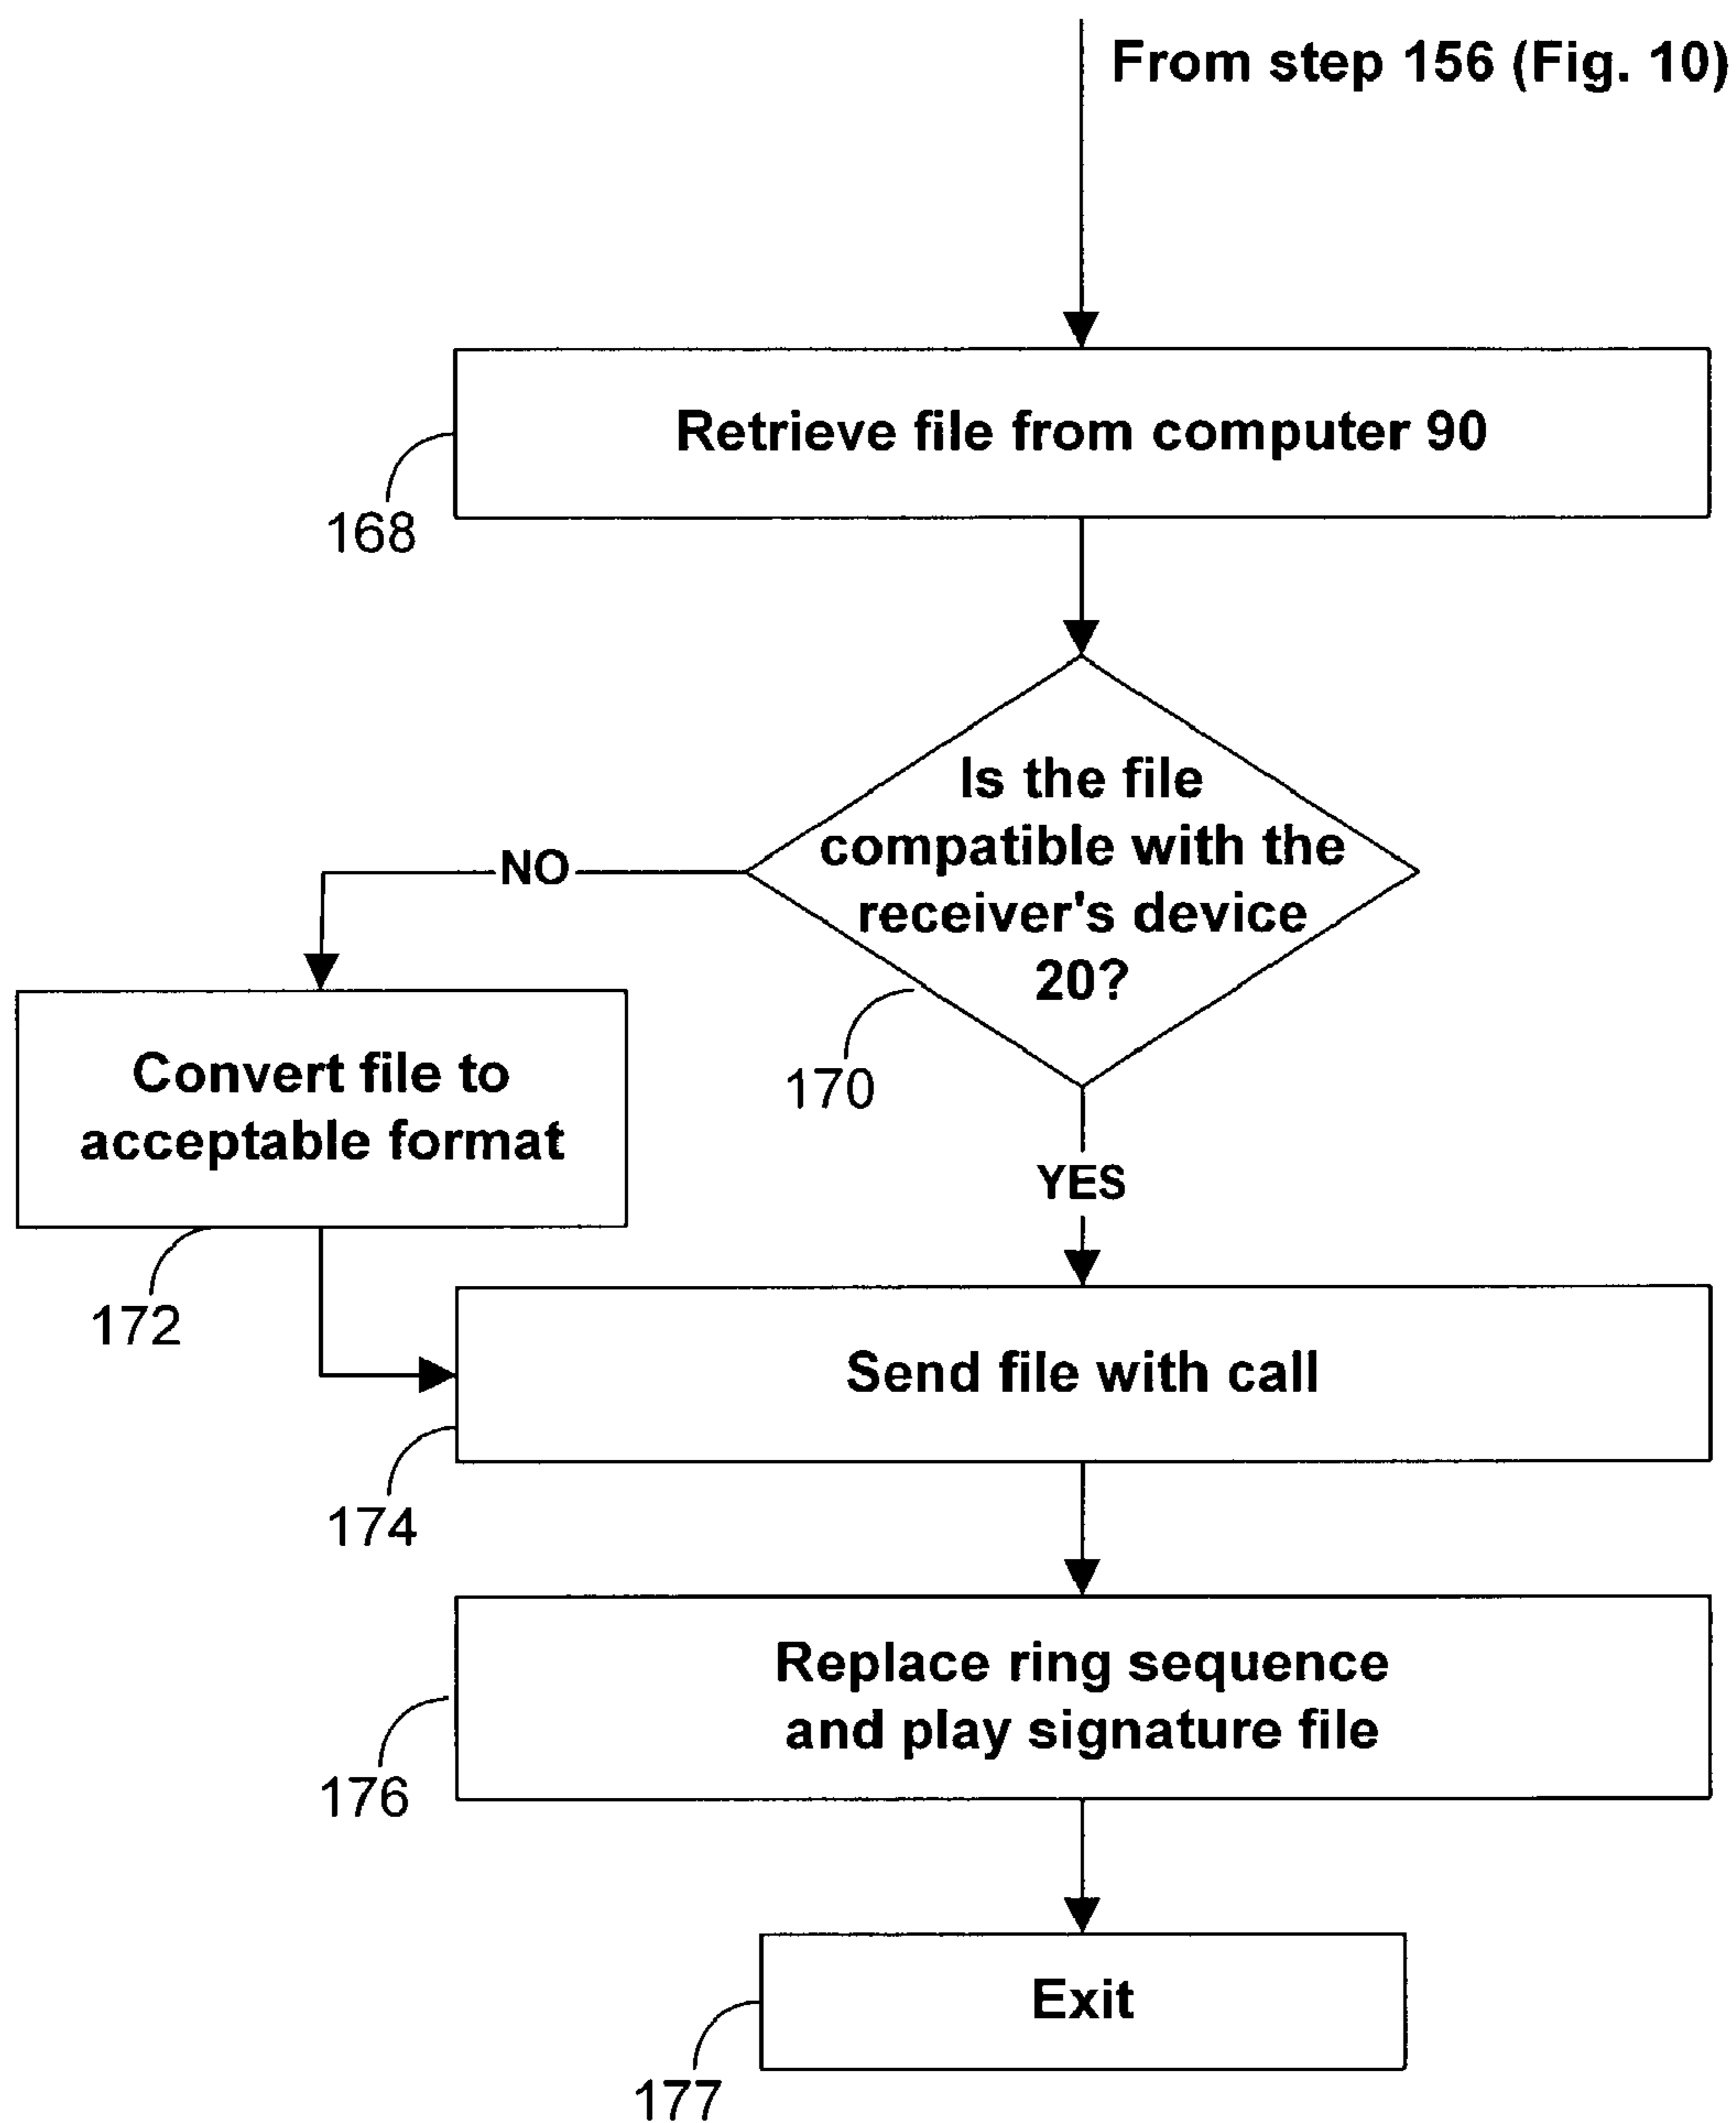 From step 156 (Fig. 10)
Retrieve file from computer 90
168
Is the file
compatible with the
receiver's device
20?
NO
170
Convert file to
acceptable format
YES
172
Send file with call
174
Replace ring sequence
and play signature file
176
Exit
177